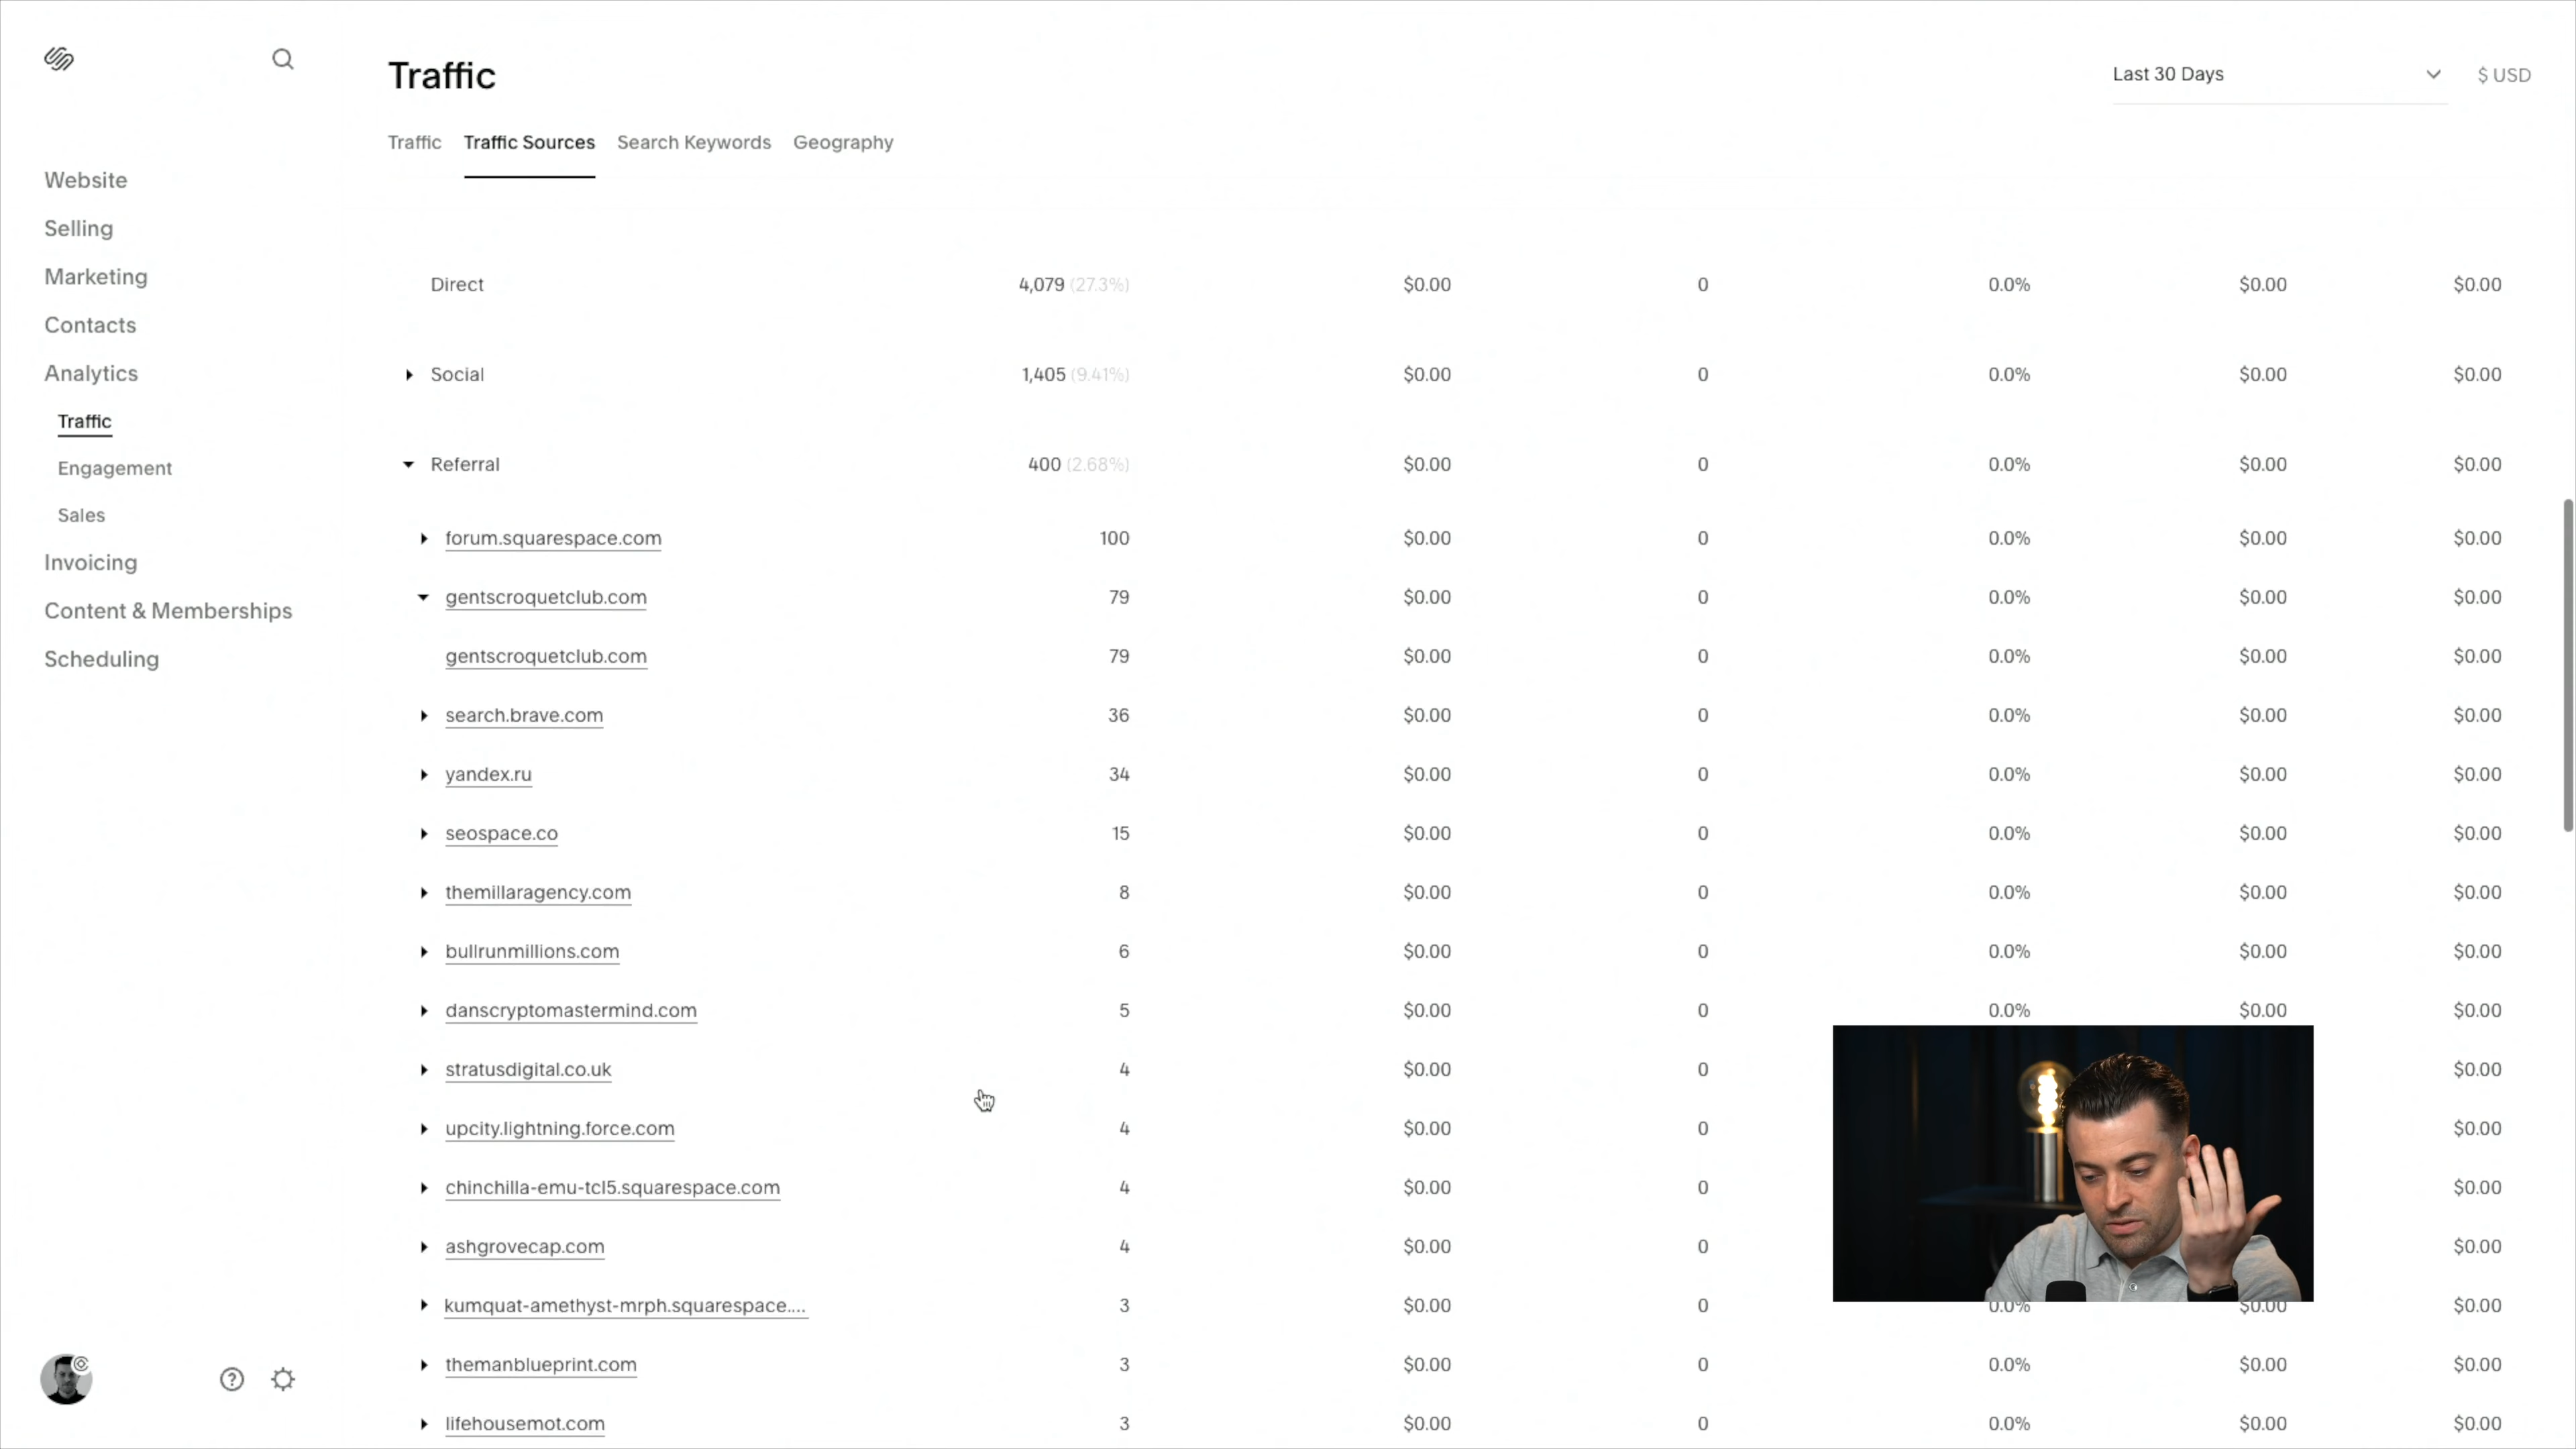 Traffic
Last 30 Days
$ USD
Traffic Traffic Sources Search Keywords Geography
Website
Selling
Marketing
Contacts
Analytics
Traffic
Engagement
Sales
Invoicing
Content & Memberships
Scheduling
Direct 4,079 (27.3%) $0.00 0 0.0% $0.00 $0.00
Social 1,405 (9.41%) $0.00 0 0.0% $0.00 $0.00
Referral 400 (2.68%) $0.00 0 0.0% $0.00 $0.00
forum.squarespace.com 100 $0.00 0 0.0% $0.00 $0.00
gentscroquetclub.com 79 $0.00 0 0.0% $0.00 $0.00
gentscroquetclub.com 79 $0.00 0 0.0% $0.00 $0.00
search.brave.com 36 $0.00 0 0.0% $0.00 $0.00
yandex.ru 34 $0.00 0 0.0% $0.00 $0.00
seospace.co 15 $0.00 0 0.0% $0.00 $0.00
themillaragency.com 8 $0.00 0 0.0% $0.00 $0.00
bullrunmillions.com 6 $0.00 0 0.0% $0.00 $0.00
danscryptomastermind.com 5 $0.00 0 0.0% $0.00 $0.00
stratusdigital.co.uk 4 $0.00 0 $0.00
upcity.lightning.force.com 4 $0.00 0 $0.00
chinchilla-emu-tcl5.squarespace.com 4 $0.00 0 $0.00
ashgrovecap.com 4 $0.00 0 $0.00
kumquat-amethyst-mrph.squarespace.... 3 $0.00 0 0.0% $0.00 $0.00
themanblueprint.com 3 $0.00 0 0.0% $0.00 $0.00
lifehousemot.com 3 $0.00 0 0.0% $0.00 $0.00